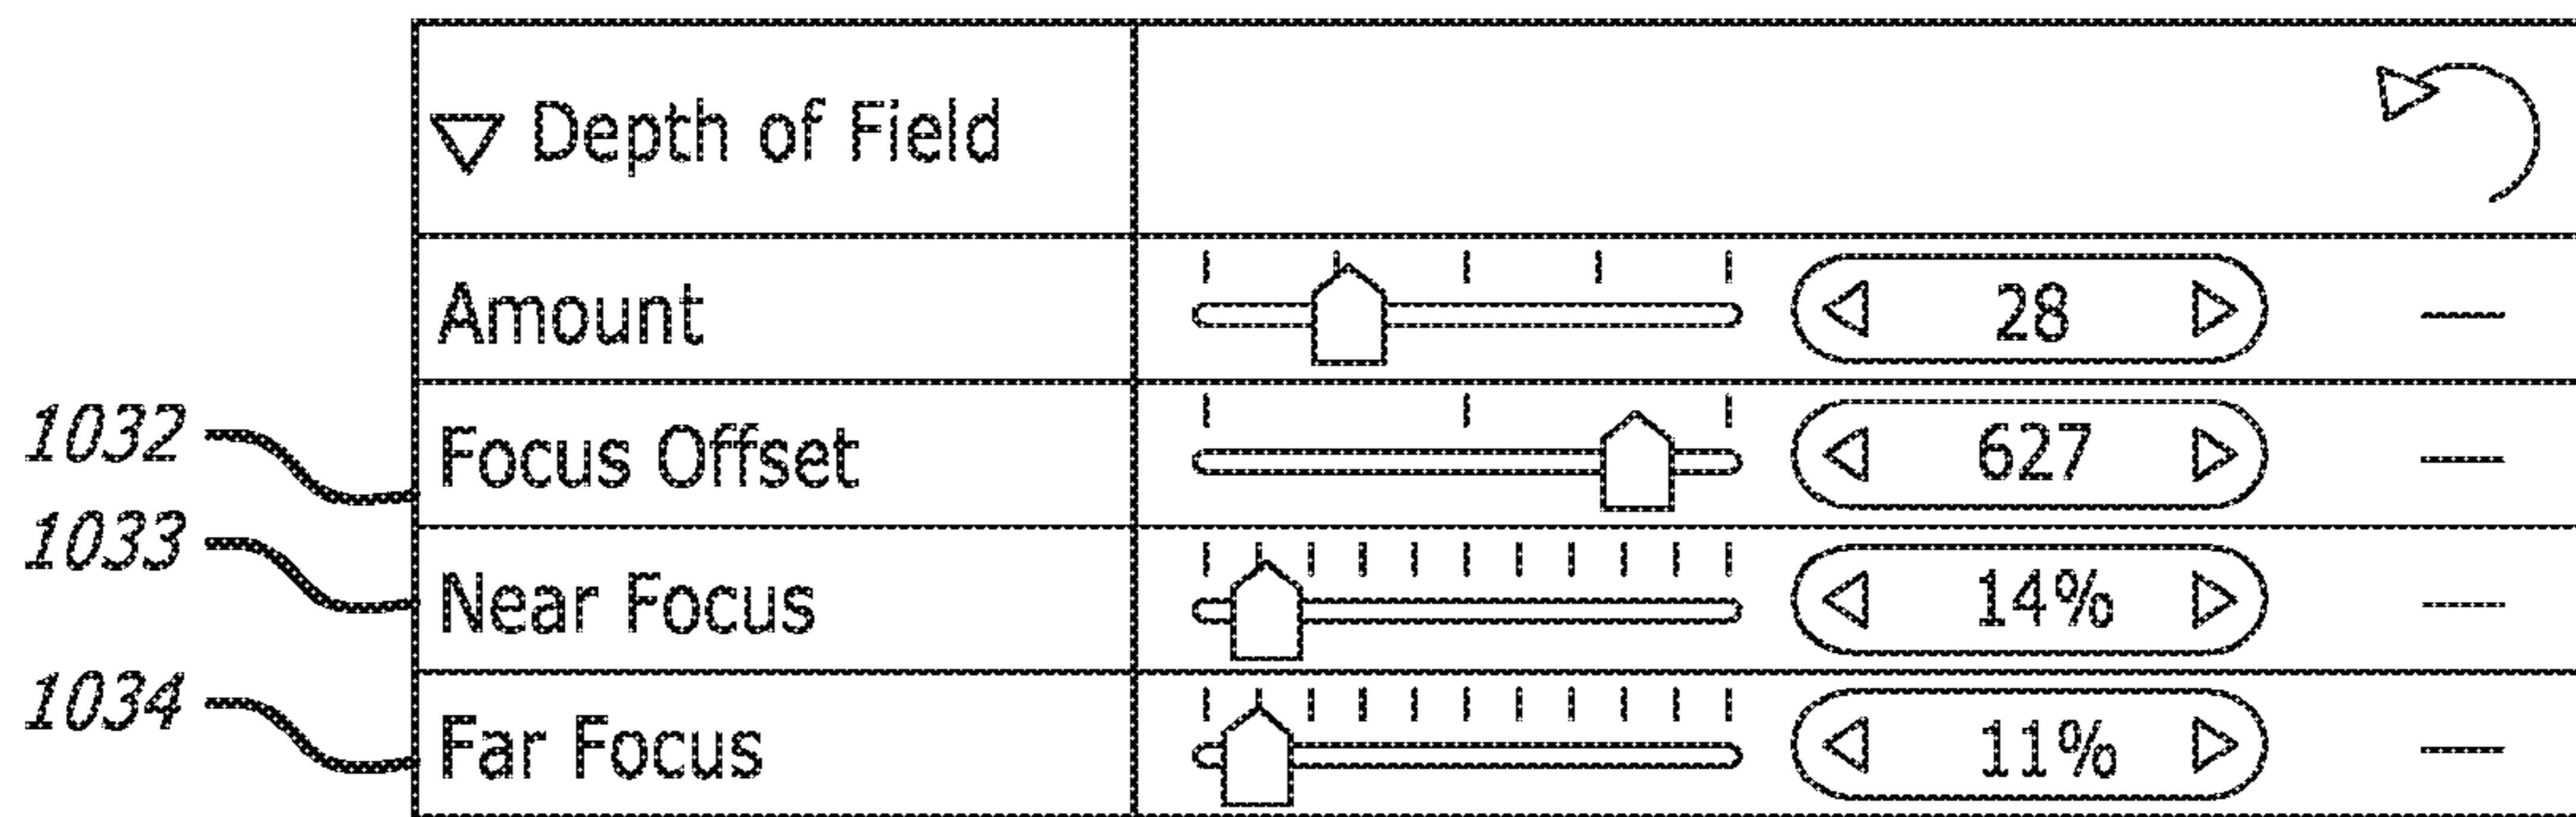 Depth of Field
Amount 28
1032 Focus Offset 627
1033 Near Focus 14%
1034 Far Focus 11%